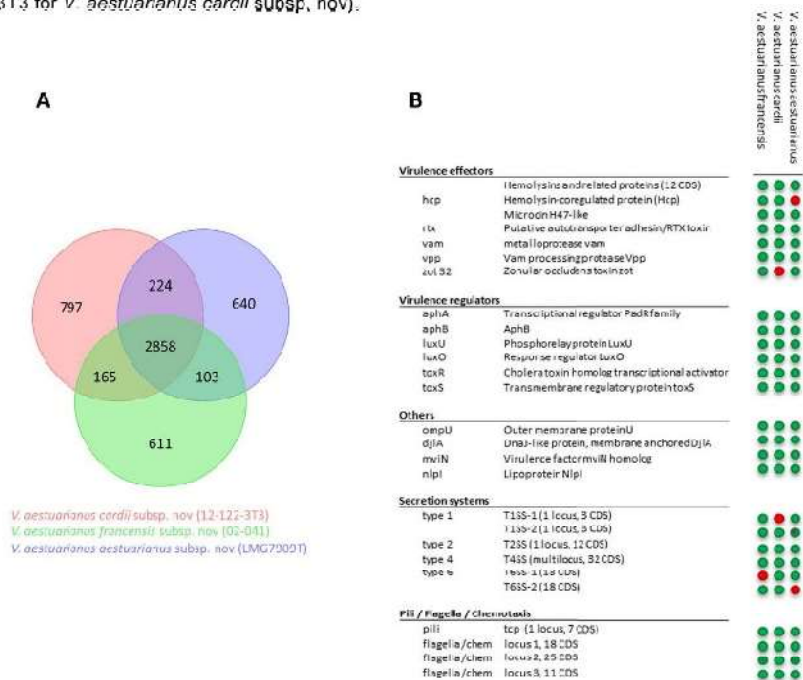 3T3 for V. aestuarianus cardii subsp, nov).
A
B
V. aestuarianus francensis
V. aestuarianus cardii
V. aestuarianus aestuarianus
797
224
640
2858
165
103
611
V. aestuarianus cardii subsp. nov (12-122-3T3)
V. aestuarianus francensis subsp. nov (02-041)
V. aestuarianus aestuarianus subsp. nov (LMG7909T)
Virulence effectors
Hemolysins and related proteins (12 CDS)
hcp Hemolysin-coregulated protein (Hcp)
Microcin H47-like
rtx Putative autotransporter adhesin/RTX toxin
vam metalloprotease vam
vpp Vam processing protease Vpp
zot S2 Zonular occludens toxin zot
Virulence regulators
aphA Transcriptional regulator PadR family
aphB AphB
luxU Phosphorelay protein LuxU
luxO Response regulator LuxO
toxR Cholera toxin homolog transcriptional activator
toxS Transmembrane regulatory protein toxS
Others
ompU Outer membrane protein U
djlA DnaJ-like protein, membrane anchored DjlA
mviN Virulence factor mviN homolog
nlpI Lipoprotein NlpI
Secretion systems
type 1 T1SS-1 (1 locus, 3 CDS)
T1SS-2 (1 locus, 3 CDS)
type 2 T2SS (1 locus, 12 CDS)
type 4 T4SS (multilocus, 32 CDS)
type 6 T6SS-1 (13 CDS)
T6SS-2 (18 CDS)
Pili / Flagella / Chemotaxis
pili tcp (1 locus, 7 CDS)
flagella/chem locus 1, 18 CDS
flagella/chem locus 2, 25 CDS
flagella/chem locus 3, 11 CDS